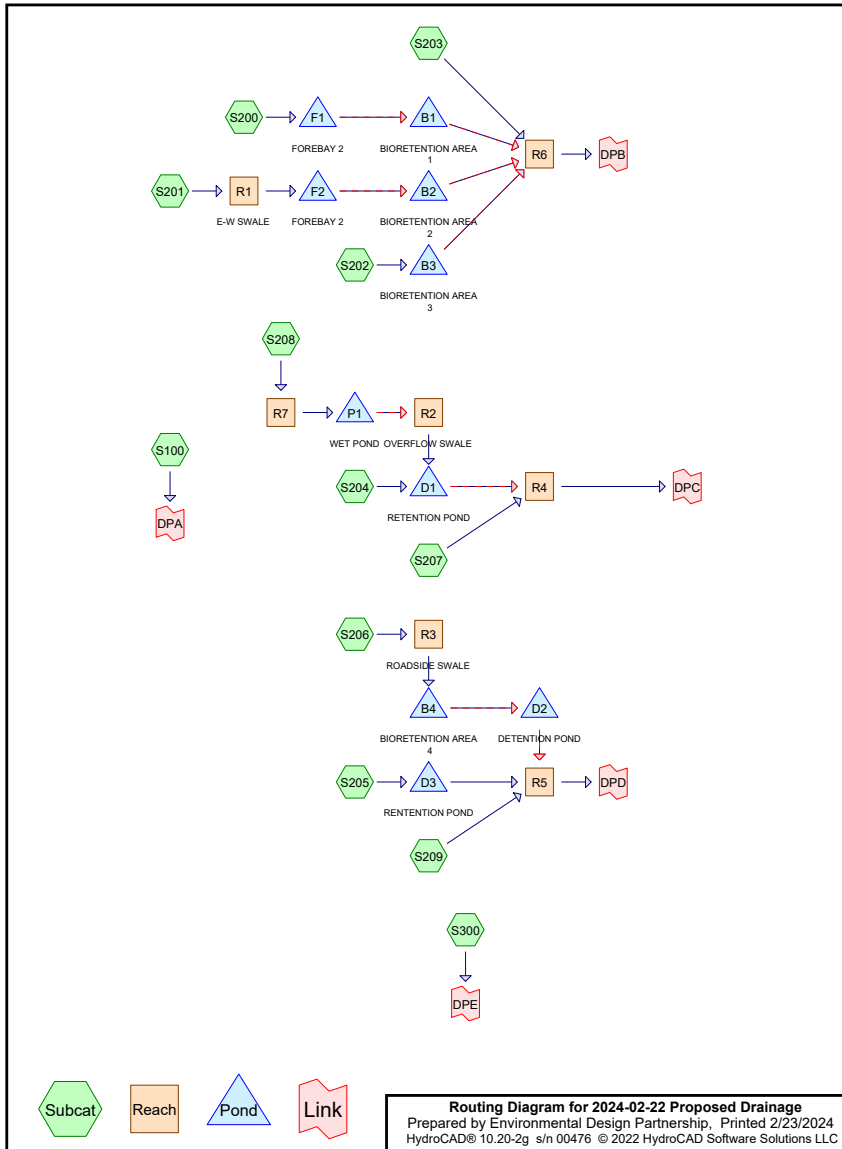 S203
S200
F1
B1
FOREBAY 2
BIORETENTION AREA
1
R6
DPB
S201
R1
F2
B2
E-W SWALE
FOREBAY 2
BIORETENTION AREA
2
S202
B3
BIORETENTION AREA
3
S208
R7
P1
R2
WET POND
OVERFLOW SWALE
S100
DPA
S204
D1
R4
DPC
RETENTION POND
S207
S206
R3
ROADSIDE SWALE
B4
D2
BIORETENTION AREA
4
DETENTION POND
S205
D3
R5
DPD
RENTENTION POND
S209
S300
DPE
Subcat
Reach
Pond
Link
Routing Diagram for 2024-02-22 Proposed Drainage
Prepared by Environmental Design Partnership, Printed 2/23/2024
HydroCAD® 10.20-2g s/n 00476 © 2022 HydroCAD Software Solutions LLC